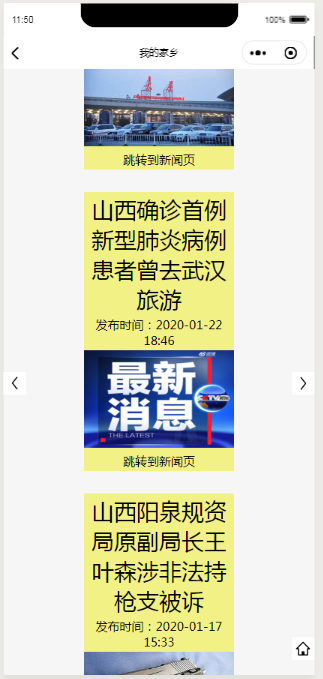 11:50
100%
我的家乡
跳转到新闻页
山西确诊首例
新型肺炎病例
患者曾去武汉
旅游
发布时间：2020-01-22
18:46
最新
消息
THE LATEST
跳转到新闻页
山西阳泉规资
局原副局长王
叶森涉非法持
枪支被诉
发布时间：2020-01-17
15:33